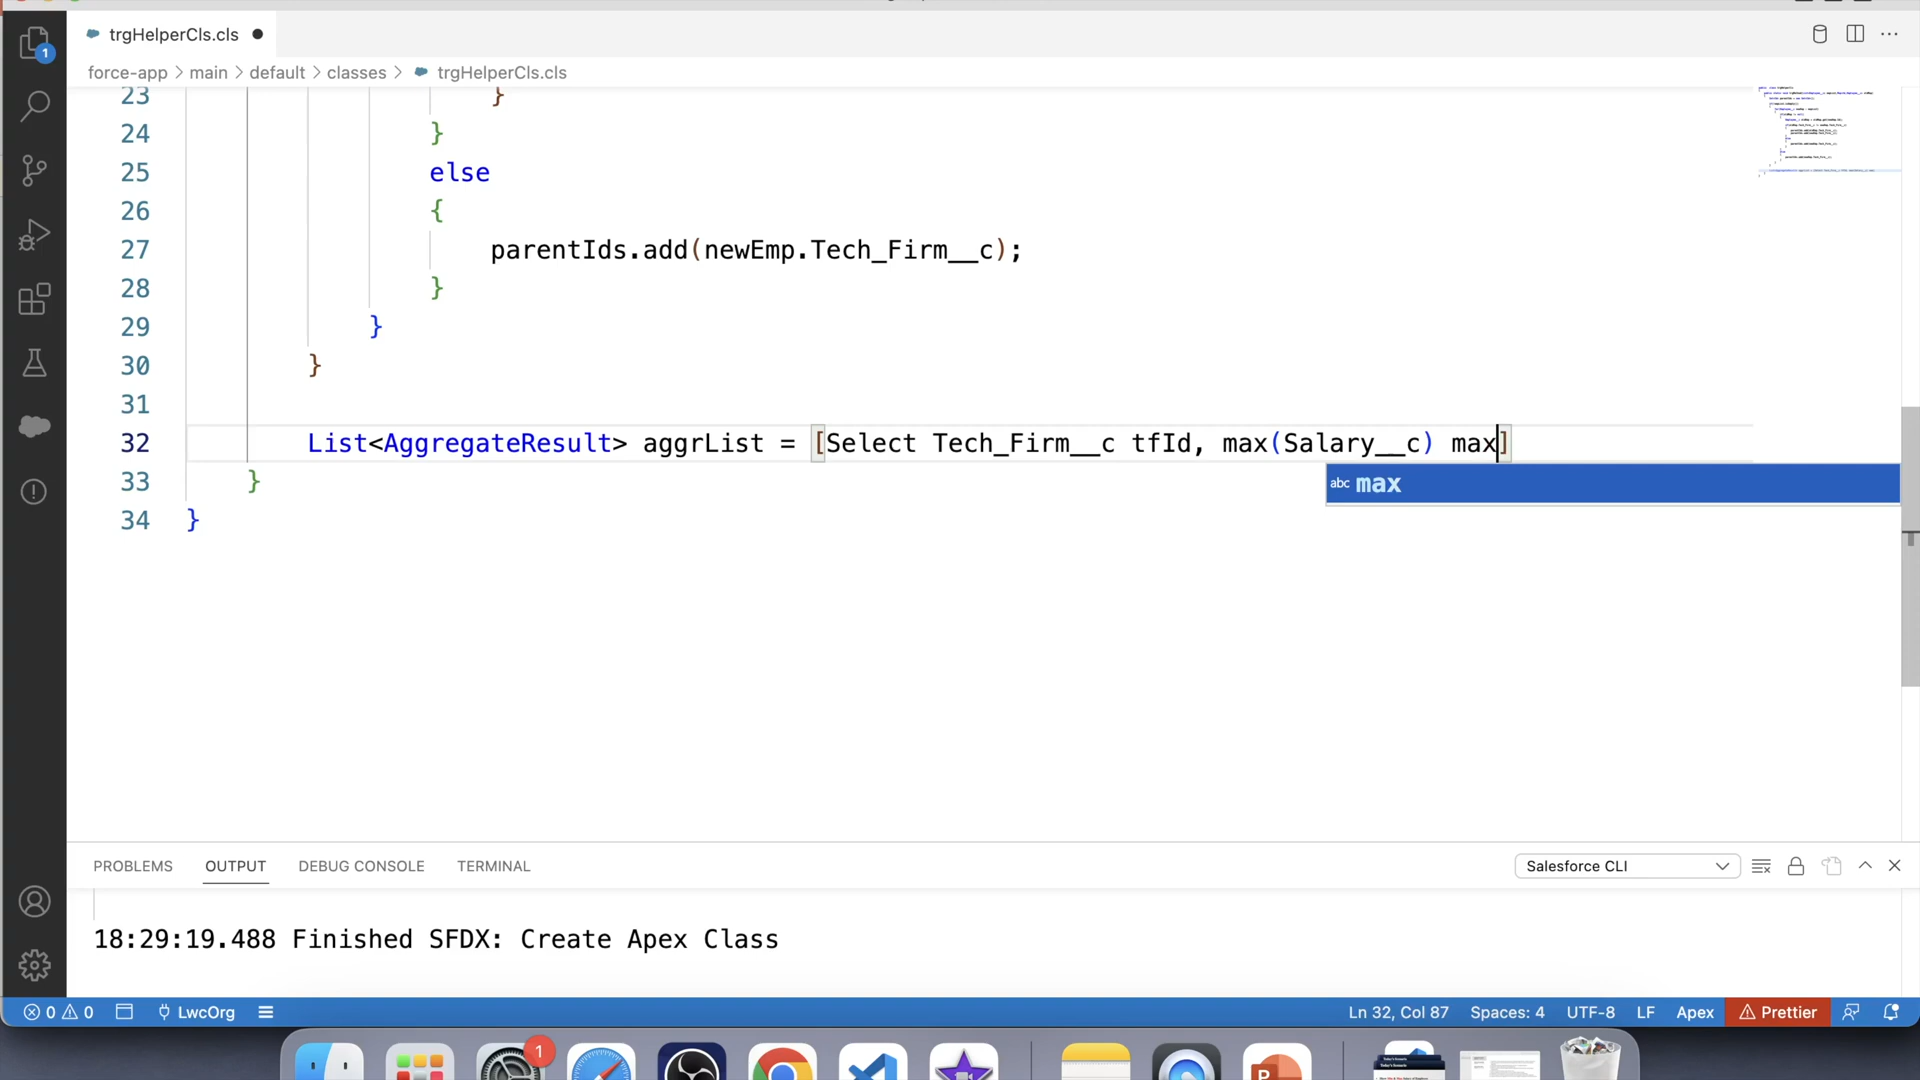 1
trgHelperCls.cls
force-app > main > default > classes > trgHelperCls.cls
23 }
24 }
25 else
26 {
27 parentIds.add(newEmp.Tech_Firm__c);
28 }
29 }
30 }
31
32 List<AggregateResult> aggrList = [Select Tech_Firm__c tfId, max(Salary__c) max]
abc max
33 }
34 }
PROBLEMS OUTPUT DEBUG CONSOLE TERMINAL
Salesforce CLI
18:29:19.488 Finished SFDX: Create Apex Class
0 0 LwcOrg Ln 32, Col 87 Spaces: 4 UTF-8 LF Apex Prettier
1
P